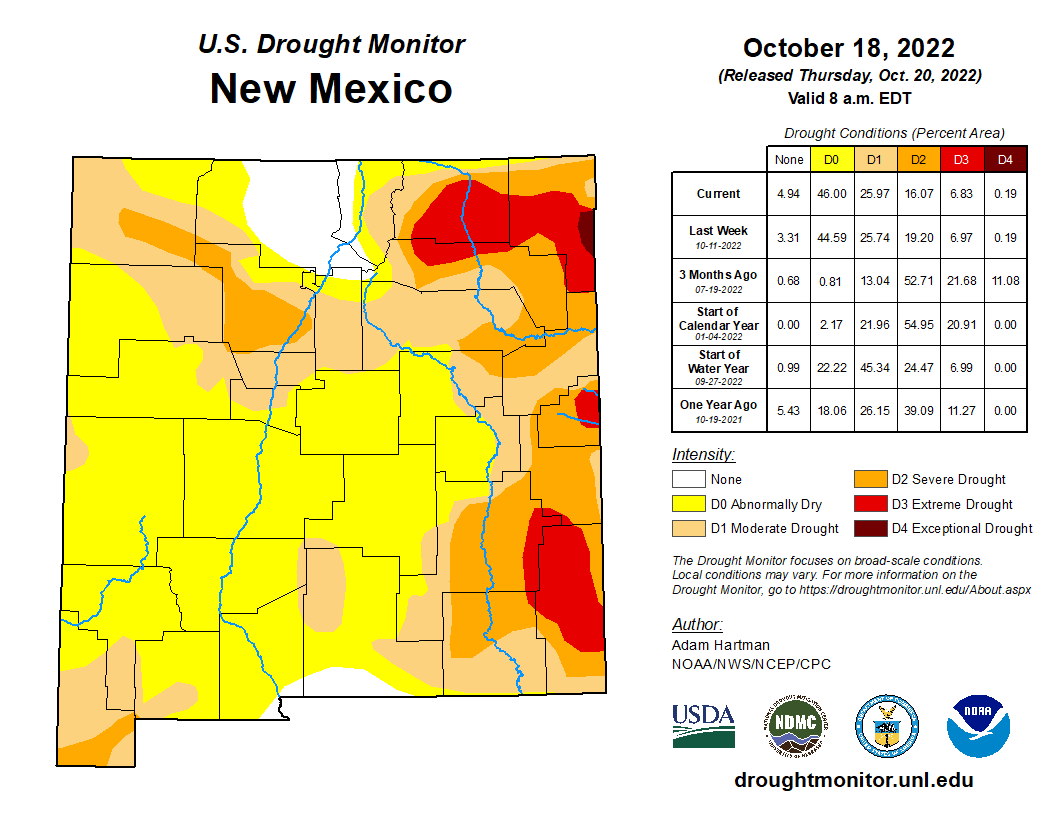 U.S. Drought Monitor
New Mexico
October 18, 2022
(Released Thursday, Oct. 20, 2022)
Valid 8 a.m. EDT
Drought Conditions (Percent Area)
None D0 D1 D2 D3 D4
Current 4.94 46.00 25.97 16.07 6.83 0.19
Last Week
10-11-2022
3.31 44.59 25.74 19.20 6.97 0.19
3 Months Ago
07-19-2022
0.68 0.81 13.04 52.71 21.68 11.08
Start of
Calendar Year
01-04-2022
0.00 2.17 21.96 54.95 20.91 0.00
Start of
Water Year
09-27-2022
0.99 22.22 45.34 24.47 6.99 0.00
One Year Ago
10-19-2021
5.43 18.06 26.15 39.09 11.27 0.00
Intensity:
None
D0 Abnormally Dry
D1 Moderate Drought
D2 Severe Drought
D3 Extreme Drought
D4 Exceptional Drought
The Drought Monitor focuses on broad-scale conditions.
Local conditions may vary. For more information on the
Drought Monitor, go to https://droughtmonitor.unl.edu/About.aspx
Author:
Adam Hartman
NOAA/NWS/NCEP/CPC
USDA
NDMC
NOAA
droughtmonitor.unl.edu